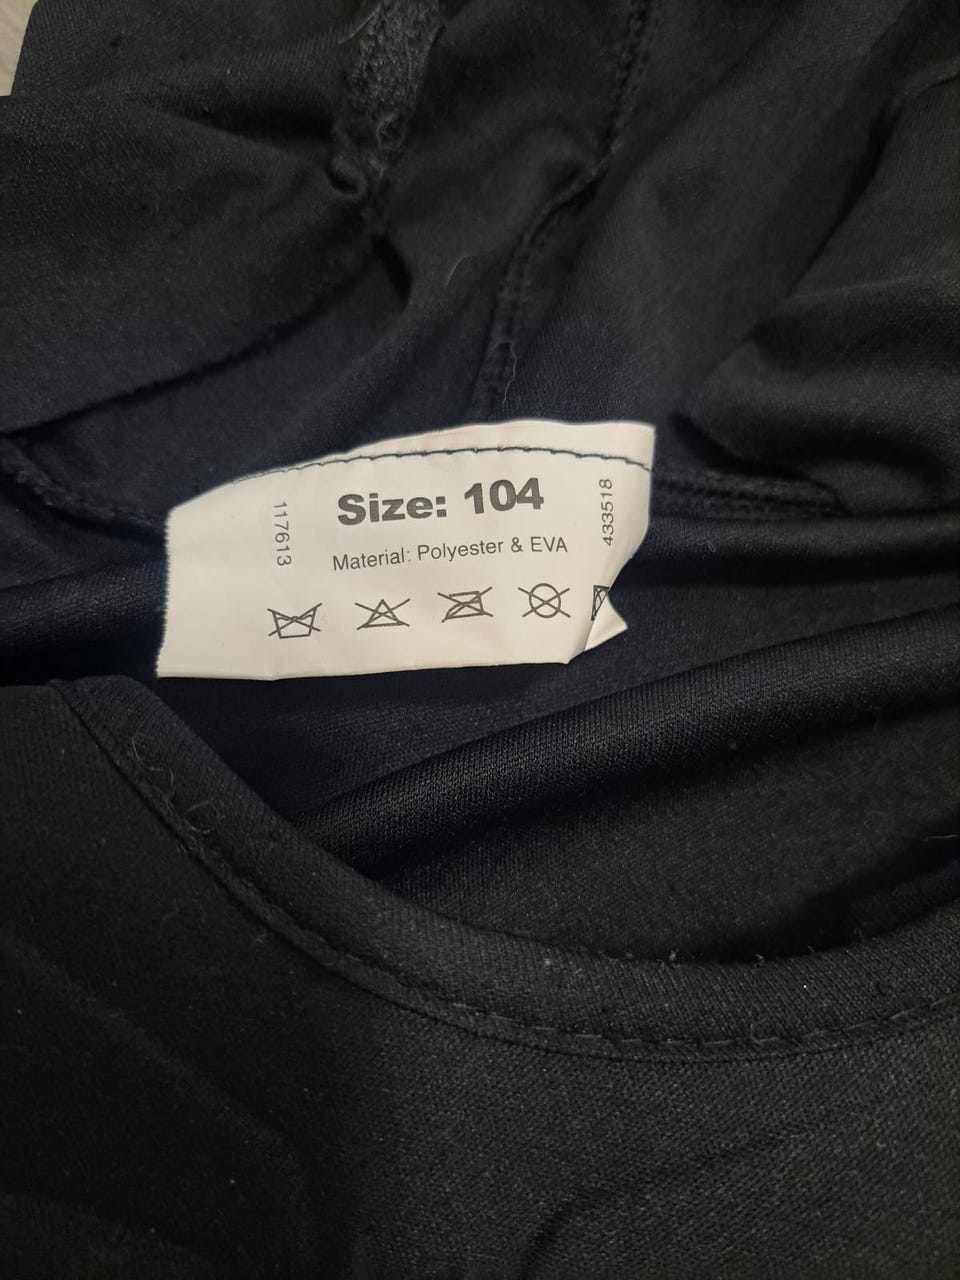 117613
Size: 104
Material: Polyester & EVA
433518